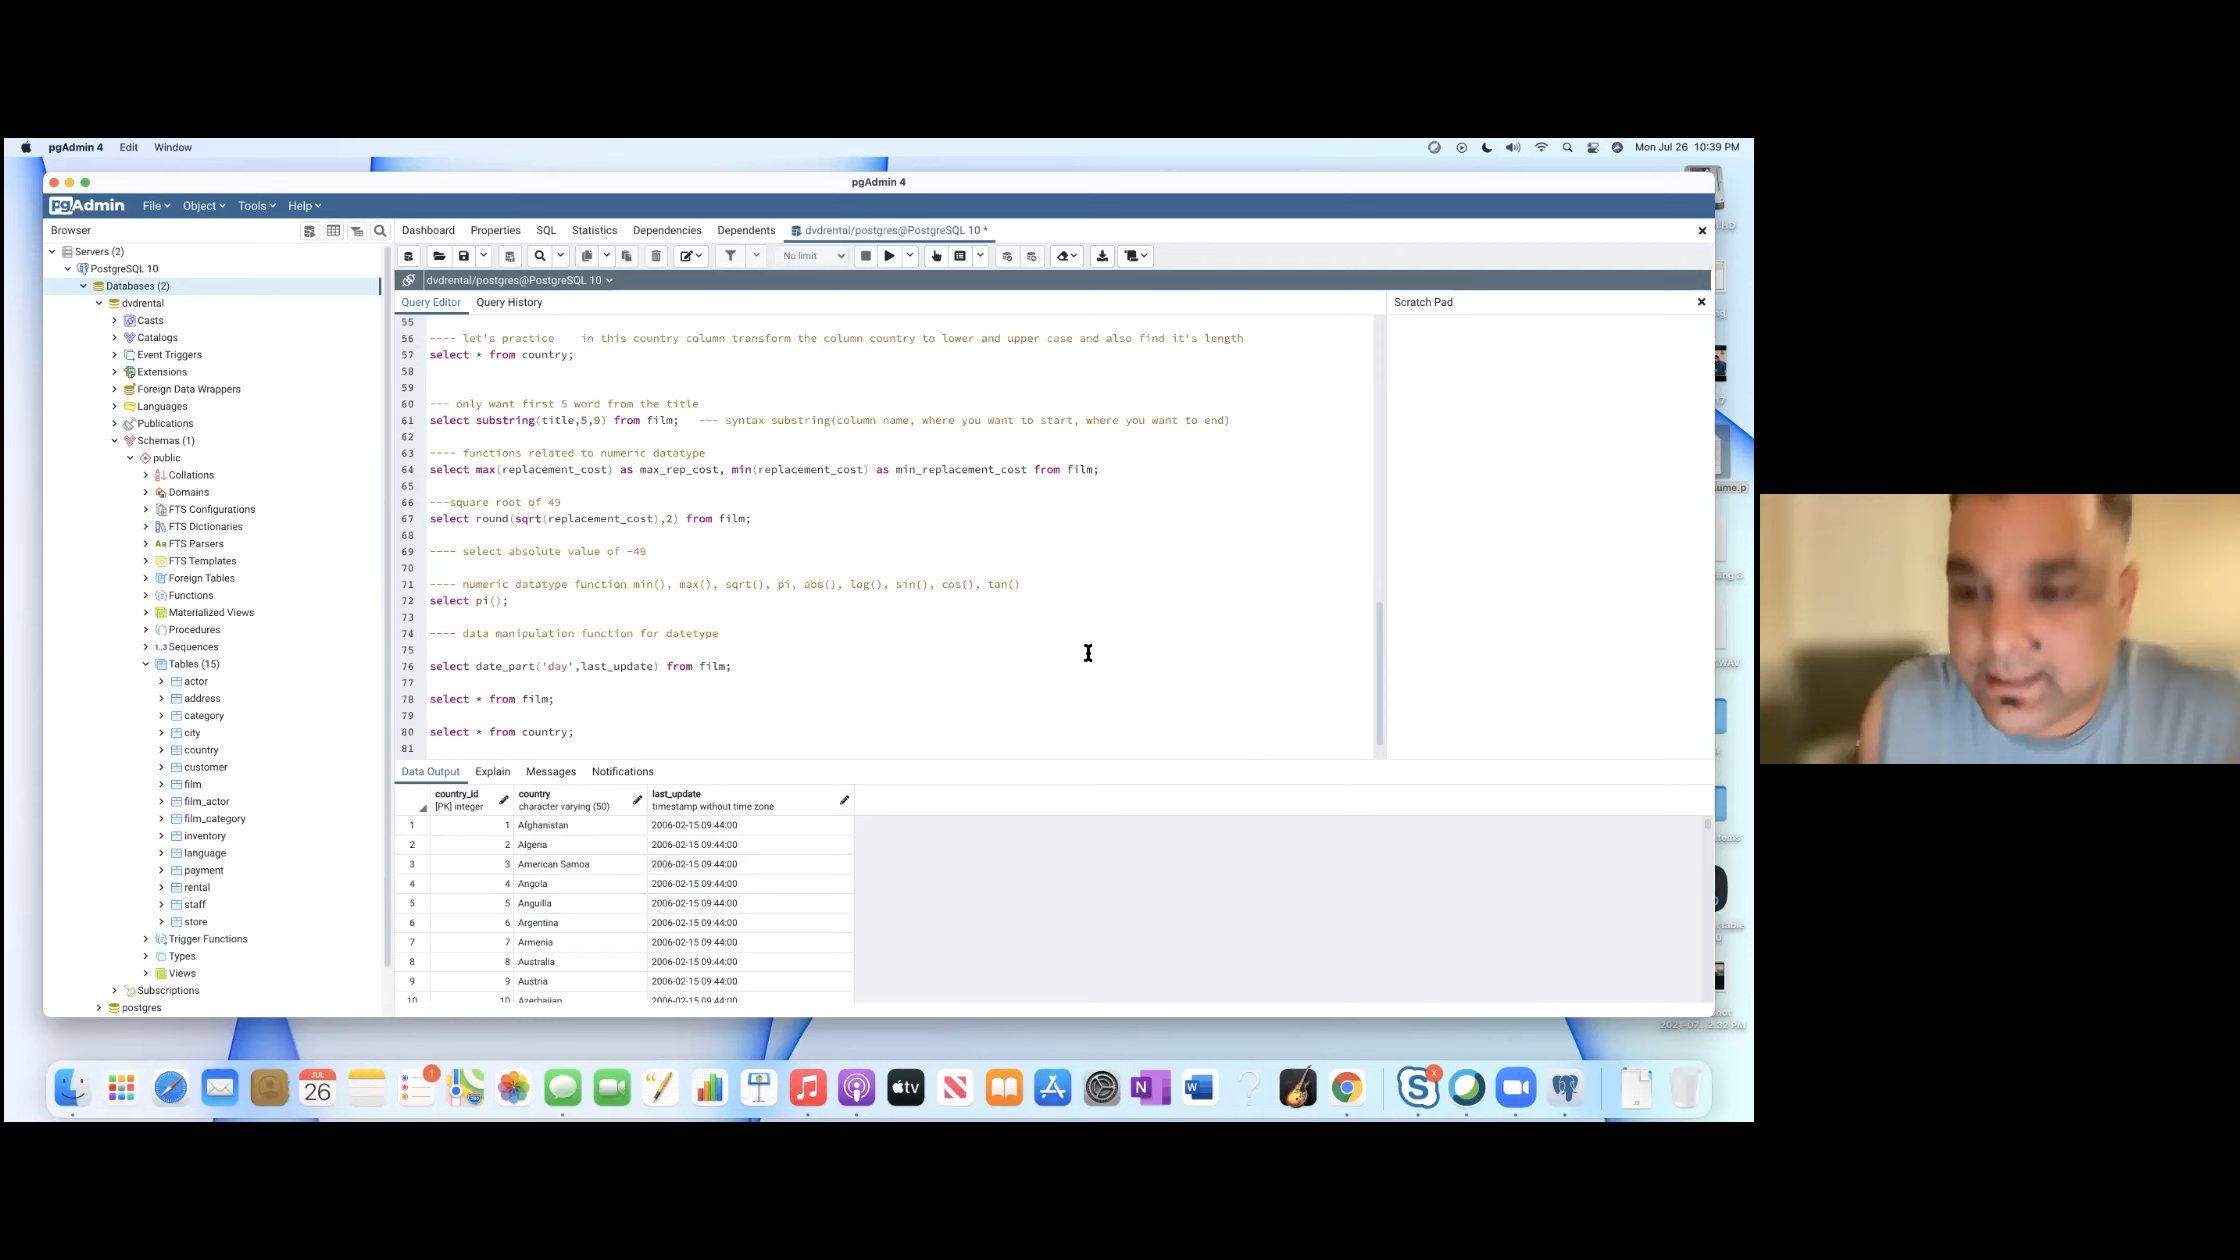 pgAdmin 4 Edit Window Mon Jul 26 10:39 PM
pgAdmin 4
pgAdmin File Object Tools Help
Browser
Dashboard Properties SQL Statistics Dependencies Dependents dvdrental/postgres@PostgreSQL 10 *
No limit
dvdrental/postgres@PostgreSQL 10
Query Editor Query History
Scratch Pad
Servers (2)
PostgreSQL 10
Databases (2)
dvdrental
Casts
Catalogs
Event Triggers
Extensions
Foreign Data Wrappers
Languages
Publications
Schemas (1)
public
Collations
Domains
FTS Configurations
FTS Dictionaries
Aa FTS Parsers
FTS Templates
Foreign Tables
Functions
Materialized Views
Procedures
1..3 Sequences
Tables (15)
actor
address
category
city
country
customer
film
film_actor
film_category
inventory
language
payment
rental
staff
store
Trigger Functions
Types
Views
Subscriptions
postgres
55
56 ---- let's practice in this country column transform the column country to lower and upper case and also find it's length
57 select * from country;
58
59
60 --- only want first 5 word from the title
61 select substring(title,5,9) from film; --- syntax substring(column name, where you want to start, where you want to end)
62
63 ---- functions related to numeric datatype
64 select max(replacement_cost) as max_rep_cost, min(replacement_cost) as min_replacement_cost from film;
65
66 ---square root of 49
67 select round(sqrt(replacement_cost),2) from film;
68
69 ---- select absolute value of -49
70
71 ---- numeric datatype function min(), max(), sqrt(), pi, abs(), log(), sin(), cos(), tan()
72 select pi();
73
74 ---- data manipulation function for datetype
75
76 select date_part('day',last_update) from film;
77
78 select * from film;
79
80 select * from country;
81
Data Output Explain Messages Notifications
country_id country last_update
[PK] integer character varying (50) timestamp without time zone
1 1 Afghanistan 2006-02-15 09:44:00
2 2 Algeria 2006-02-15 09:44:00
3 3 American Samoa 2006-02-15 09:44:00
4 4 Angola 2006-02-15 09:44:00
5 5 Anguilla 2006-02-15 09:44:00
6 6 Argentina 2006-02-15 09:44:00
7 7 Armenia 2006-02-15 09:44:00
8 8 Australia 2006-02-15 09:44:00
9 9 Austria 2006-02-15 09:44:00
10 10 Azerbaijan 2006-02-15 09:44:00
JUL
26
1
tv
N
W
S
X
JS